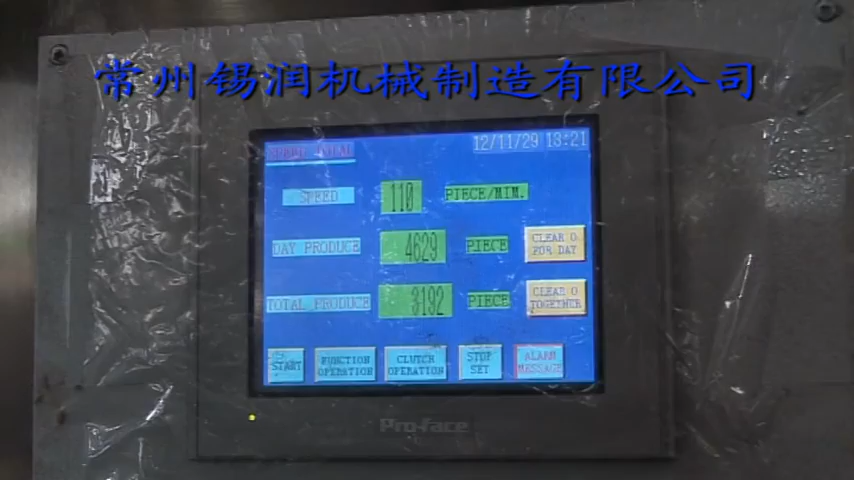 常州锡润机械制造有限公司
12/11/29 13:21
SPEED 110 PIECE/MIM.
DAY PRODUCE 4629 PIECE CLEAR 0 FOR DAY
TOTAL PRODUCE 3192 PIECE CLEAR 0 TOGETHER
START FUNCTION OPERATION CLUTCH OPERATION STOP SET ALARM MESSAGE
Pro-face